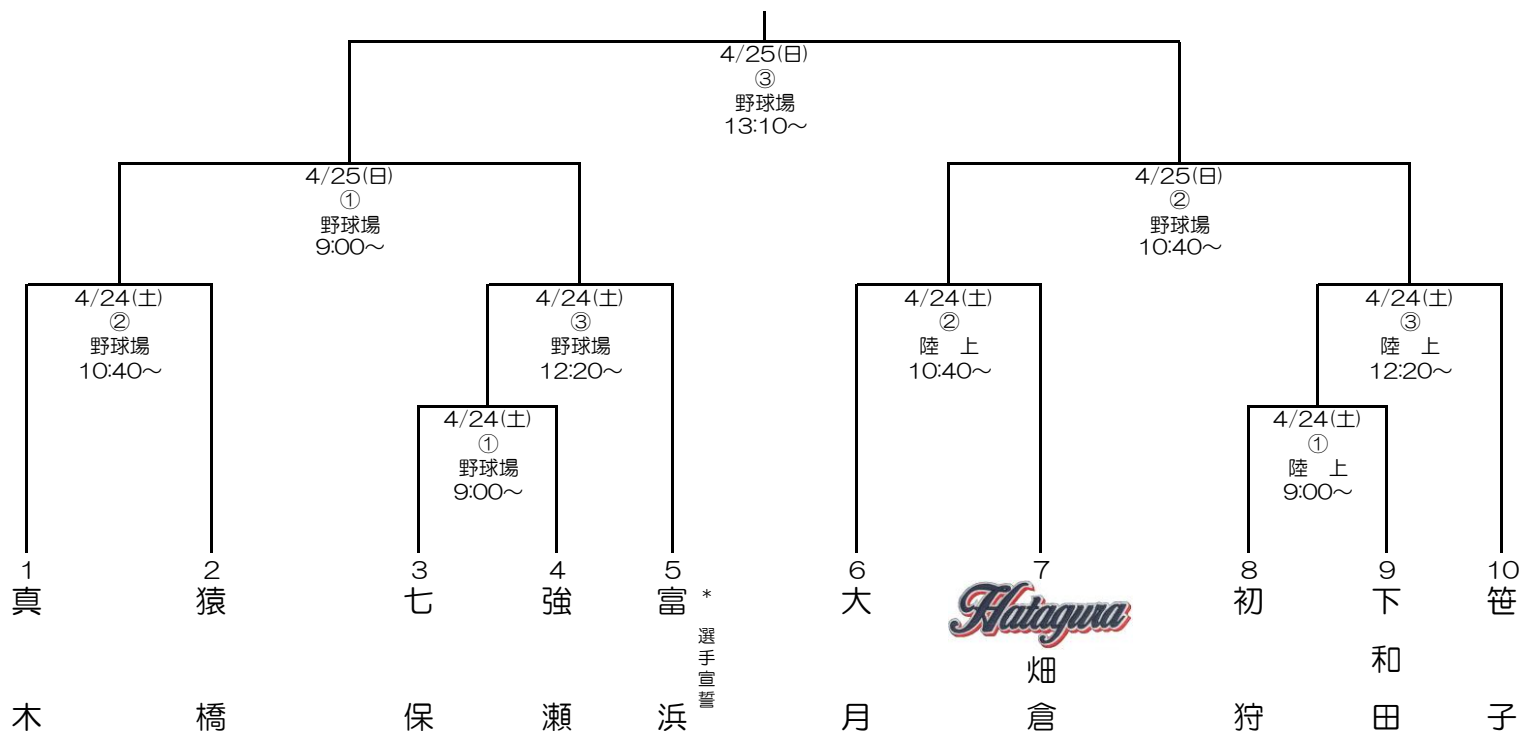 4/25(日)
③
野球場
13:10～
4/25(日)
①
野球場
9:00～
4/25(日)
②
野球場
10:40～
4/24(土)
②
野球場
10:40～
4/24(土)
③
野球場
12:20～
4/24(土)
②
陸　上
10:40～
4/24(土)
③
陸　上
12:20～
4/24(土)
①
野球場
9:00～
4/24(土)
①
陸　上
9:00～
1
真木
2
猿橋
3
七保
4
強瀬
5
富浜
*選手宣誓
6
大月
7
Hatagura
畑倉
8
初狩
9
下和田
10
笹子